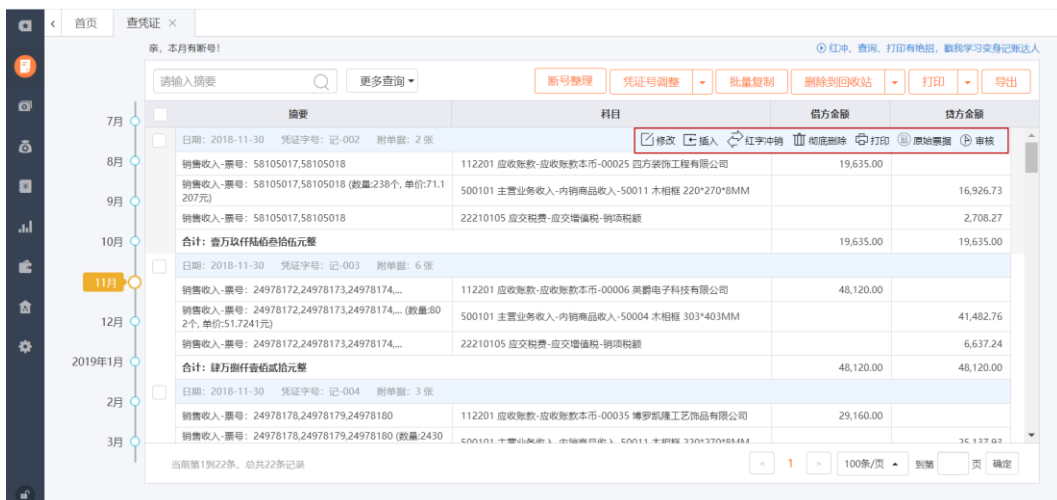 首页 查凭证 ×
亲，本月有断号！ 红冲、查询、打印有绝招，戳我学习变身记账达人
请输入摘要 更多查询 断号整理 凭证号调整 批量复制 删除到回收站 打印 导出
摘要 科目 借方金额 贷方金额
7月
日期：2018-11-30 凭证字号：记-002 附单据：2 张 修改 插入 红字冲销 彻底删除 打印 原始票据 审核
8月
销售收入-票号：58105017,58105018 112201 应收账款-应收账款本币-00025 四方装饰工程有限公司 19,635.00
销售收入-票号：58105017,58105018 (数量:238个, 单价:71.1
207元) 500101 主营业务收入-内销商品收入-50011 木相框 220*270*8MM 16,926.73
9月
销售收入-票号：58105017,58105018 22210105 应交税费-应交增值税-销项税额 2,708.27
10月
合计：壹万玖仟陆佰叁拾伍元整 19,635.00 19,635.00
日期：2018-11-30 凭证字号：记-003 附单据：6 张
11月
销售收入-票号：24978172,24978173,24978174,... 112201 应收账款-应收账款本币-00006 英爵电子科技有限公司 48,120.00
销售收入-票号：24978172,24978173,24978174,... (数量:80
2个, 单价:51.7241元) 500101 主营业务收入-内销商品收入-50004 木相框 303*403MM 41,482.76
12月
销售收入-票号：24978172,24978173,24978174,... 22210105 应交税费-应交增值税-销项税额 6,637.24
2019年1月
合计：肆万捌仟壹佰贰拾元整 48,120.00 48,120.00
日期：2018-11-30 凭证字号：记-004 附单据：3 张
2月
销售收入-票号：24978178,24978179,24978180 112201 应收账款-应收账款本币-00035 博罗凯隆工艺饰品有限公司 29,160.00
3月
销售收入-票号：24978178,24978179,24978180 (数量:2430 500101 主营业务收入-内销商品收入-50011 木相框 220*270*8MM 25,137.93
当前第1到22条，总共22条记录 < 1 > 100条/页 到第 页 确定